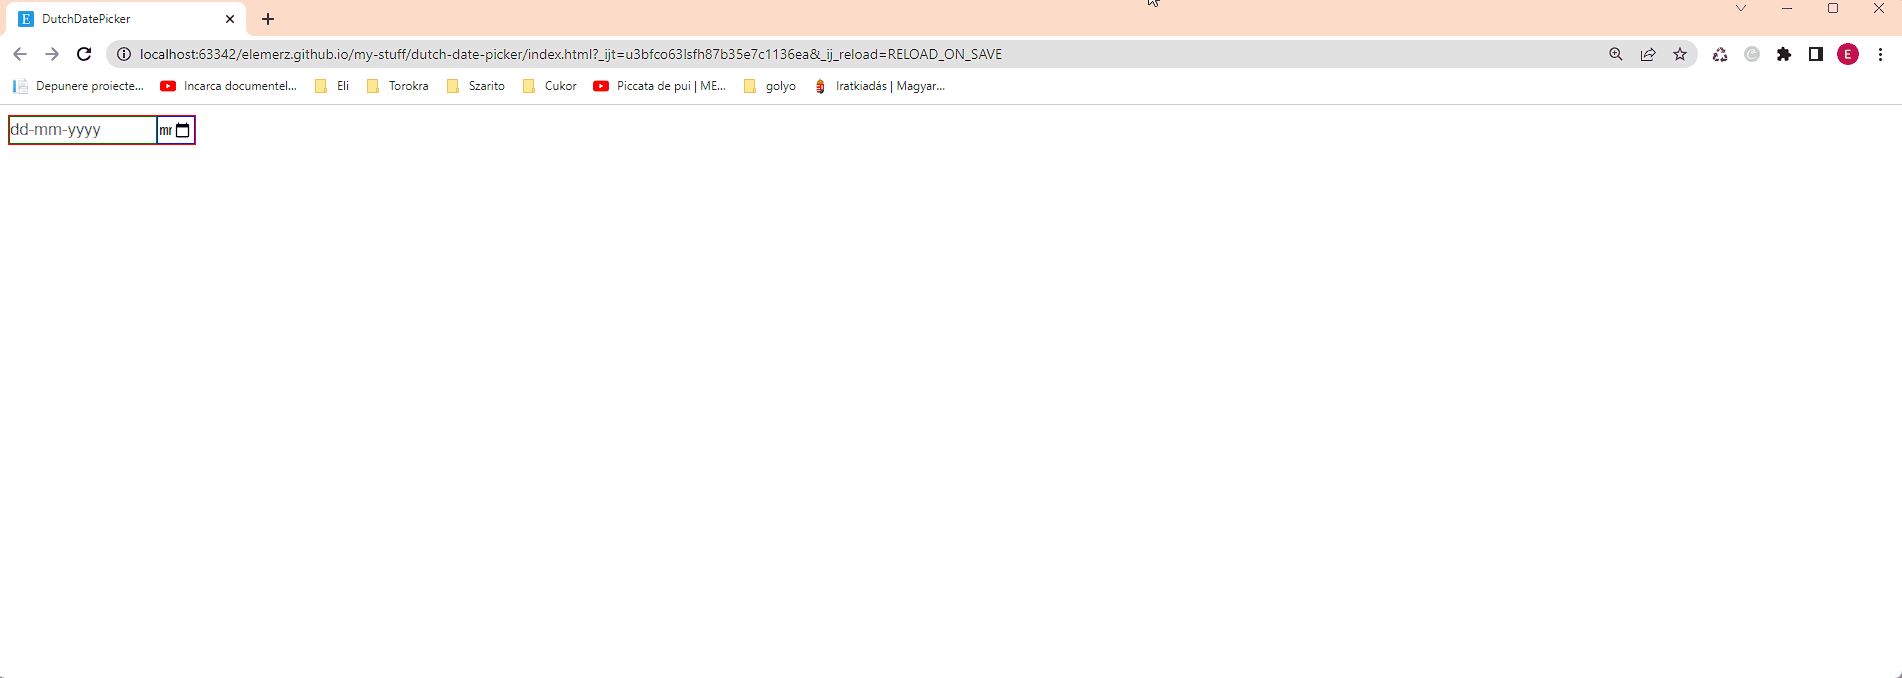 E DutchDatePicker
localhost:63342/elemerz.github.io/my-stuff/dutch-date-picker/index.html?_ijt=u3bfco63lsfh87b35e7c1136ea&_ij_reload=RELOAD_ON_SAVE E
Depunere proiecte... Incarca documentel... Eli Torokra Szarito Cukor Piccata de pui | ME... golyo Iratkiadás | Magyar...
dd-mm-yyyy